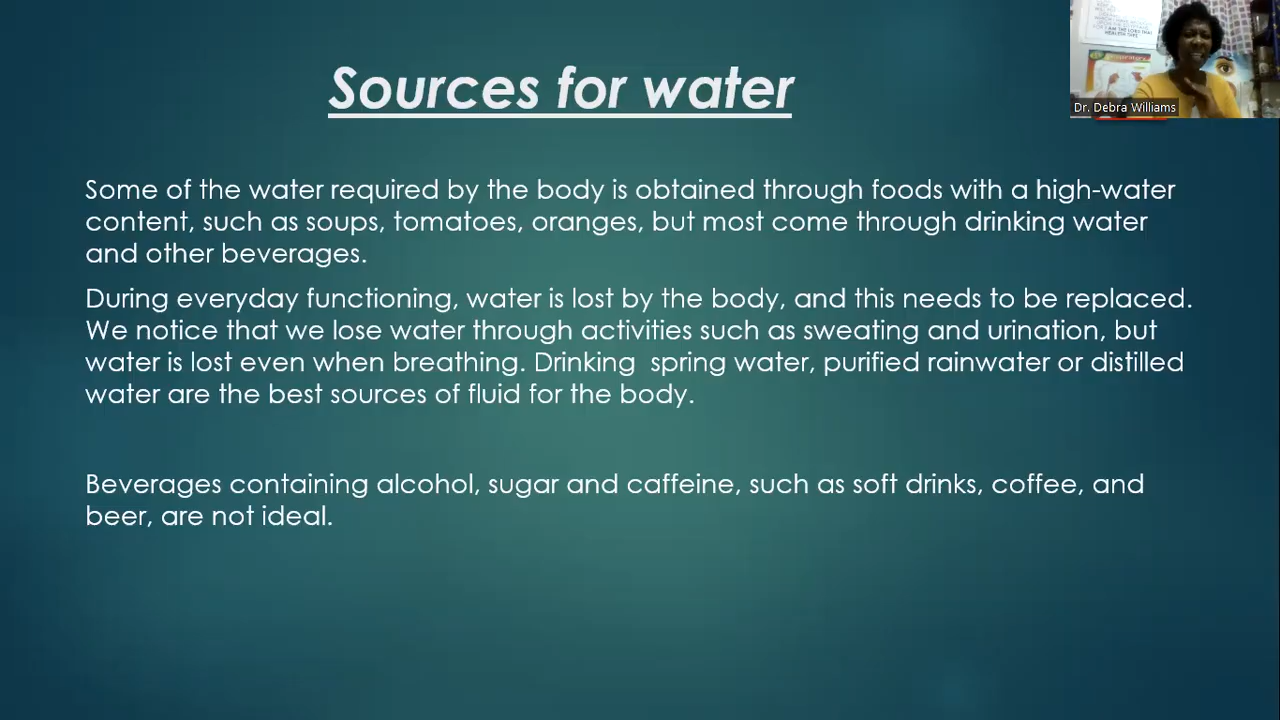 Sources for water
Dr. Debra Williams
Some of the water required by the body is obtained through foods with a high-water
content, such as soups, tomatoes, oranges, but most come through drinking water
and other beverages.
During everyday functioning, water is lost by the body, and this needs to be replaced.
We notice that we lose water through activities such as sweating and urination, but
water is lost even when breathing. Drinking  spring water, purified rainwater or distilled
water are the best sources of fluid for the body.
Beverages containing alcohol, sugar and caffeine, such as soft drinks, coffee, and
beer, are not ideal.